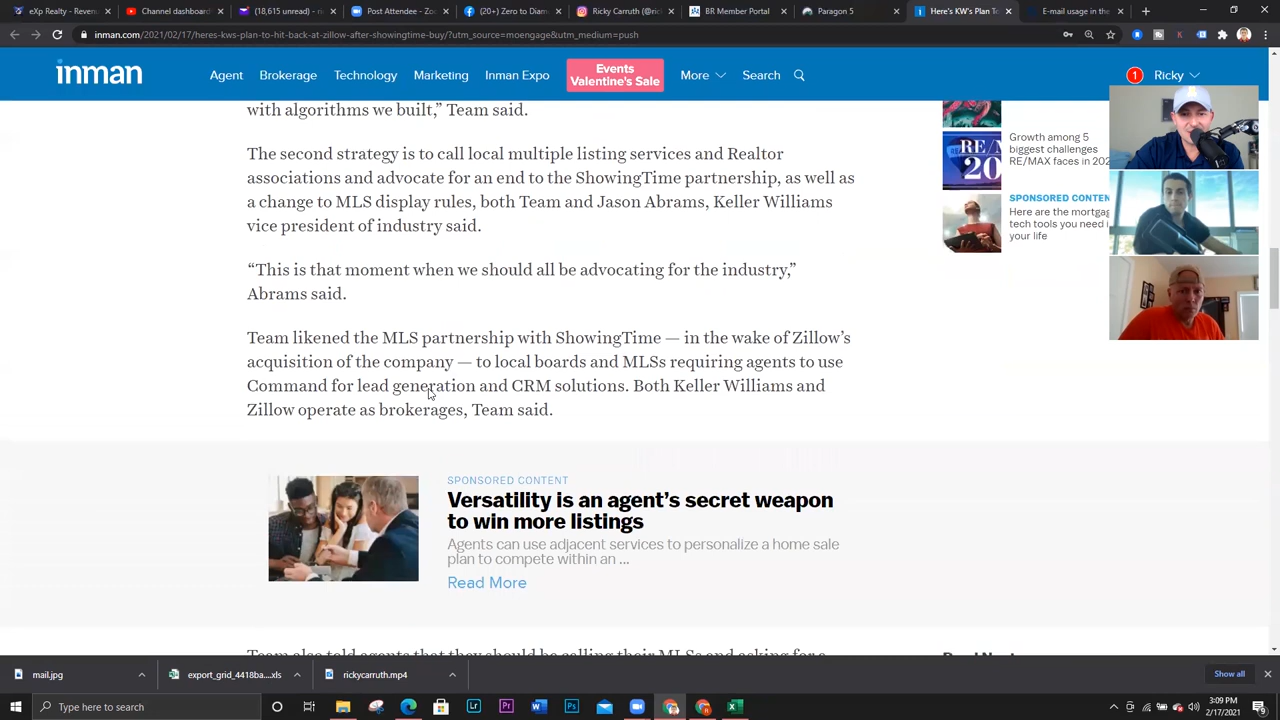 eXp Realty - Revenu
(18,615 unread) -
Dashboard
Post Attendee - Zo
(20+) Zero to Diam
Instagram
Ricky Carruth (@ri
BR Member Portal
Paragon 5
Here's KW's Plan To
E-mail usage in th
inman.com/2021/02/17/heres-kws-plan-to-hit-back-at-zillow-after-showingtime-buy/?utm_source=moengage&utm_medium=push
inman
Agent
Brokerage
Technology
Marketing
Inman Expo
Events
Valentine's Sale
More
Search
1
Ricky
with algorithms we built,” Team said.
The second strategy is to call local multiple listing services and Realtor
associations and advocate for an end to the ShowingTime partnership, as well as
a change to MLS display rules, both Team and Jason Abrams, Keller Williams
vice president of industry said.
“This is that moment when we should all be advocating for the industry,”
Abrams said.
Team likened the MLS partnership with ShowingTime — in the wake of Zillow’s
acquisition of the company — to local boards and MLSs requiring agents to use
Command for lead generation and CRM solutions. Both Keller Williams and
Zillow operate as brokerages, Team said.
Growth among 5
biggest challenges
RE/MAX faces in 202
SPONSORED CONTEN
Here are the mortgag
tech tools you need i
your life
SPONSORED CONTENT
Versatility is an agent’s secret weapon
to win more listings
Agents can use adjacent services to personalize a home sale
plan to compete within an ...
Read More
Team also told agents that they should be calling their MLSs and asking for a
Read Next
mail.jpg
export_grid_4418ba....xls
rickycarruth.mp4
Show all
Type here to search
3:09 PM
2/17/2021